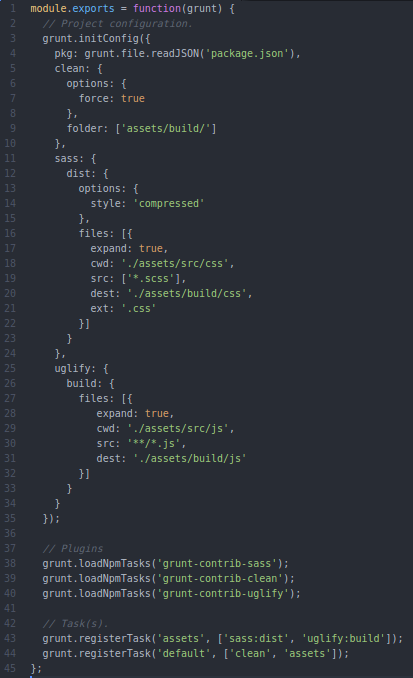 1 module.exports = function(grunt) {
2   // Project configuration.
3   grunt.initConfig({
4     pkg: grunt.file.readJSON('package.json'),
5     clean: {
6       options: {
7         force: true
8       },
9       folder: ['assets/build/']
10     },
11     sass: {
12       dist: {
13         options: {
14           style: 'compressed'
15         },
16         files: [{
17           expand: true,
18           cwd: './assets/src/css',
19           src: ['*.scss'],
20           dest: './assets/build/css',
21           ext: '.css'
22         }]
23       }
24     },
25     uglify: {
26       build: {
27         files: [{
28            expand: true,
29            cwd: './assets/src/js',
30            src: '**/*.js',
31            dest: './assets/build/js'
32         }]
33       }
34     }
35   });
36
37   // Plugins
38   grunt.loadNpmTasks('grunt-contrib-sass');
39   grunt.loadNpmTasks('grunt-contrib-clean');
40   grunt.loadNpmTasks('grunt-contrib-uglify');
41
42   // Task(s).
43   grunt.registerTask('assets', ['sass:dist', 'uglify:build']);
44   grunt.registerTask('default', ['clean', 'assets']);
45 };